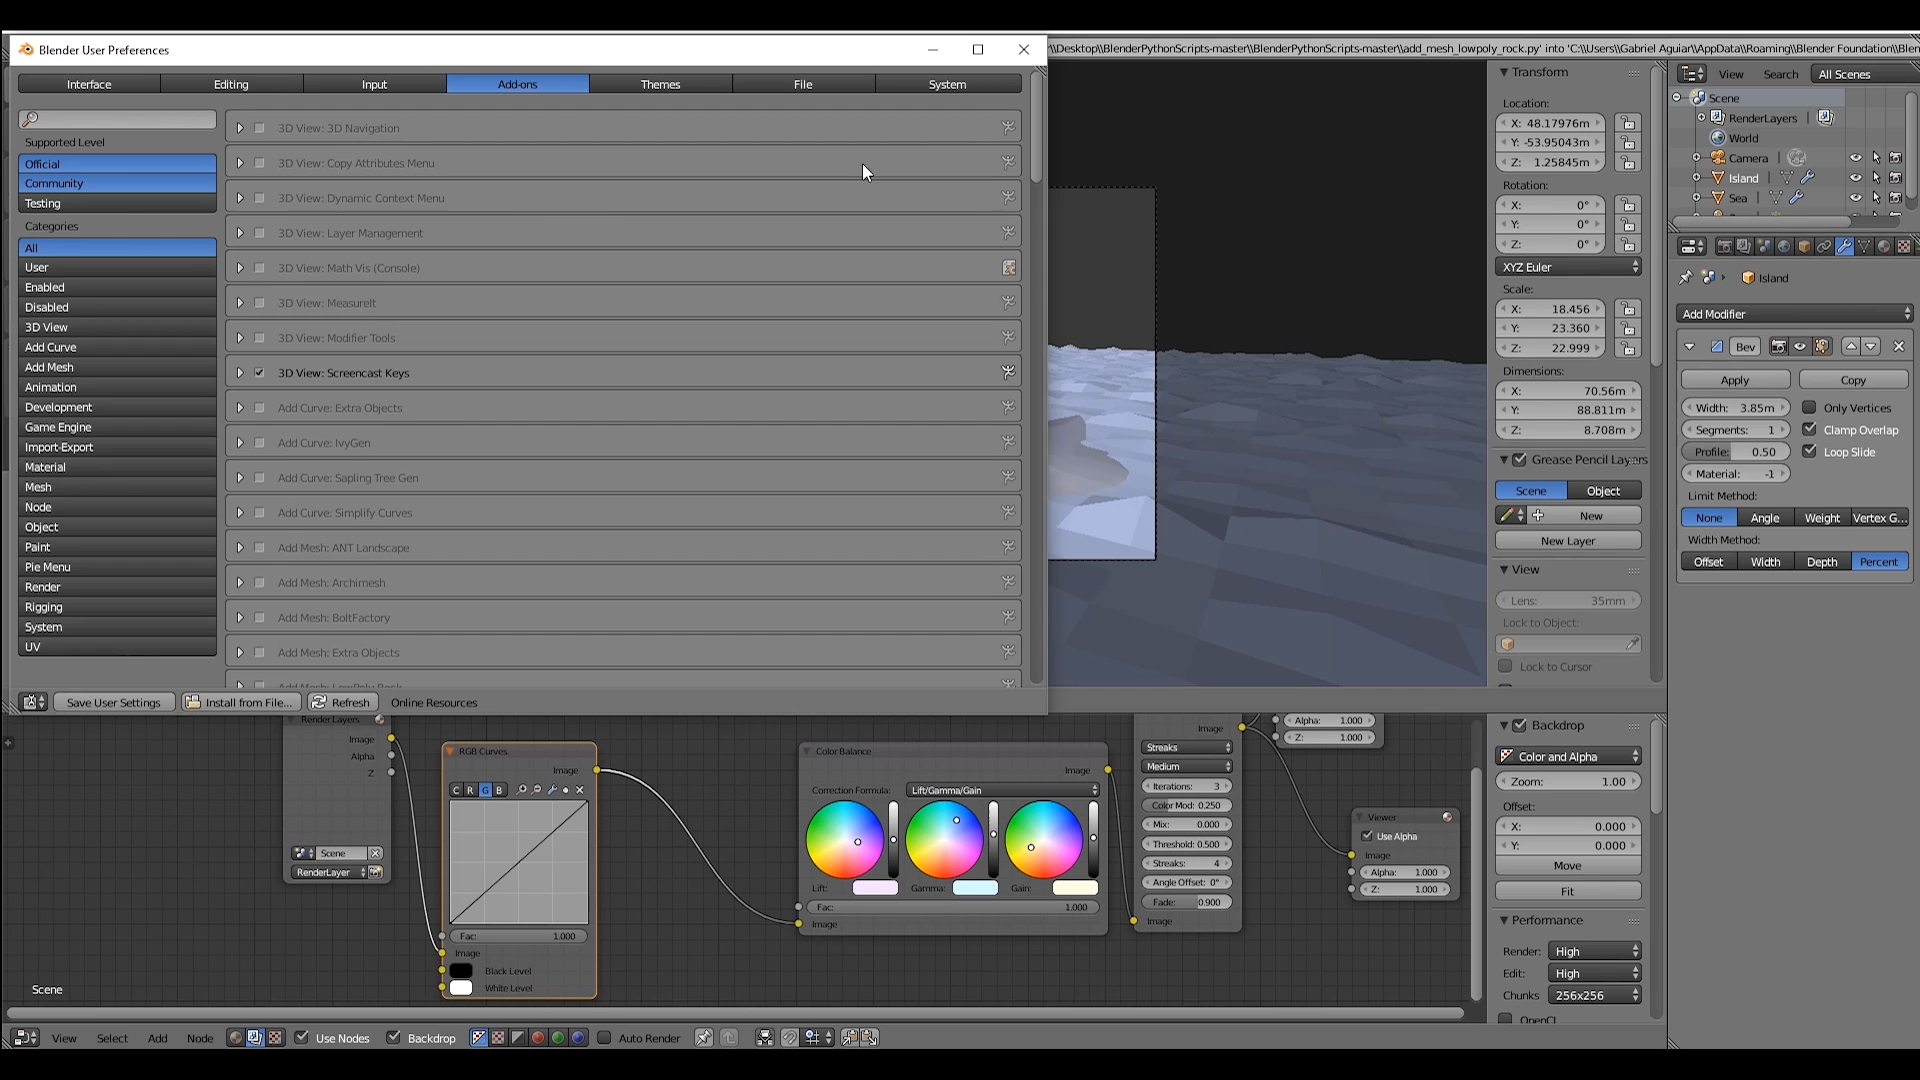 Blender User Preferences
\\Desktop\\BlenderPythonScripts-master\\BlenderPythonScripts-master\\add_mesh_lowpoly_rock.py' into 'C:\\Users\\Gabriel Aguiar\\AppData\\Roaming\\Blender Foundation\\Blen
Interface
Editing
Input
Add-ons
Themes
File
System
Supported Level
Official
Community
Testing
Categories
All
User
Enabled
Disabled
3D View
Add Curve
Add Mesh
Animation
Development
Game Engine
Import-Export
Material
Mesh
Node
Object
Paint
Pie Menu
Render
Rigging
System
UV
3D View: 3D Navigation
3D View: Copy Attributes Menu
3D View: Dynamic Context Menu
3D View: Layer Management
3D View: Math Vis (Console)
3D View: MeasureIt
3D View: Modifier Tools
3D View: Screencast Keys
Add Curve: Extra Objects
Add Curve: IvyGen
Add Curve: Sapling Tree Gen
Add Curve: Simplify Curves
Add Mesh: ANT Landscape
Add Mesh: Archimesh
Add Mesh: BoltFactory
Add Mesh: Extra Objects
Save User Settings
Install from File...
Refresh
Online Resources
Transform
Location:
X: 48.17976m
Y: -53.95043m
Z: 1.25845m
Rotation:
X: 0°
Y: 0°
Z: 0°
XYZ Euler
Scale:
X: 18.456
Y: 23.360
Z: 22.999
Dimensions:
X: 70.56m
Y: 88.811m
Z: 8.708m
Grease Pencil Layers
Scene
Object
New
New Layer
View
Lens: 35mm
Lock to Object:
Lock to Cursor
View
Search
All Scenes
Scene
RenderLayers
World
Camera
Island
Sea
Island
Add Modifier
Bev
Apply
Copy
Width: 3.85m
Only Vertices
Segments: 1
Clamp Overlap
Profile: 0.50
Loop Slide
Material: -1
Limit Method:
None
Angle
Weight
Vertex G...
Width Method:
Offset
Width
Depth
Percent
Render Layers
Image
Alpha
Z
Scene
RenderLayer
RGB Curves
Image
C R G B
Fac: 1.000
Image
Black Level
White Level
Color Balance
Image
Correction Formula:
Lift/Gamma/Gain
Lift:
Gamma:
Gain:
Fac: 1.000
Image
Image
Streaks
Medium
Iterations: 3
Color Mod: 0.250
Mix: 0.000
Threshold: 0.500
Streaks: 4
Angle Offset: 0°
Fade: 0.900
Image
Alpha: 1.000
Z: 1.000
Viewer
Use Alpha
Image
Alpha: 1.000
Z: 1.000
Scene
Backdrop
Color and Alpha
Zoom: 1.00
Offset:
X: 0.000
Y: 0.000
Move
Fit
Performance
Render: High
Edit: High
Chunks 256x256
OpenCL
View
Select
Add
Node
Use Nodes
Backdrop
Auto Render